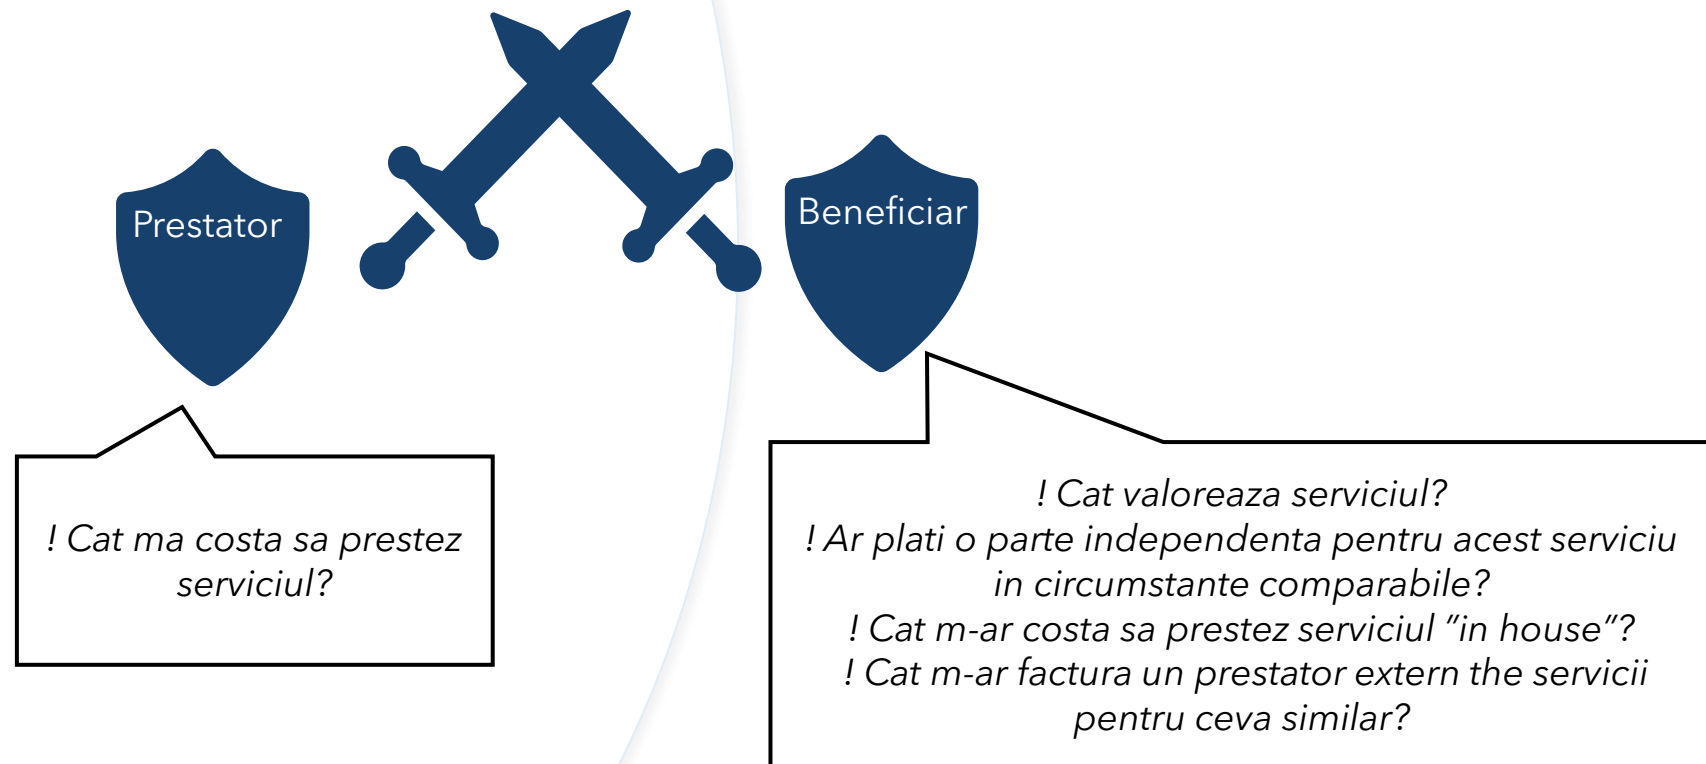 Prestator
Beneficiar
! Cat ma costa sa prestez
serviciul?
! Cat valoreaza serviciul?
! Ar plati o parte independenta pentru acest serviciu
in circumstante comparabile?
! Cat m-ar costa sa prestez serviciul ”in house”?
! Cat m-ar factura un prestator extern the servicii
pentru ceva similar?